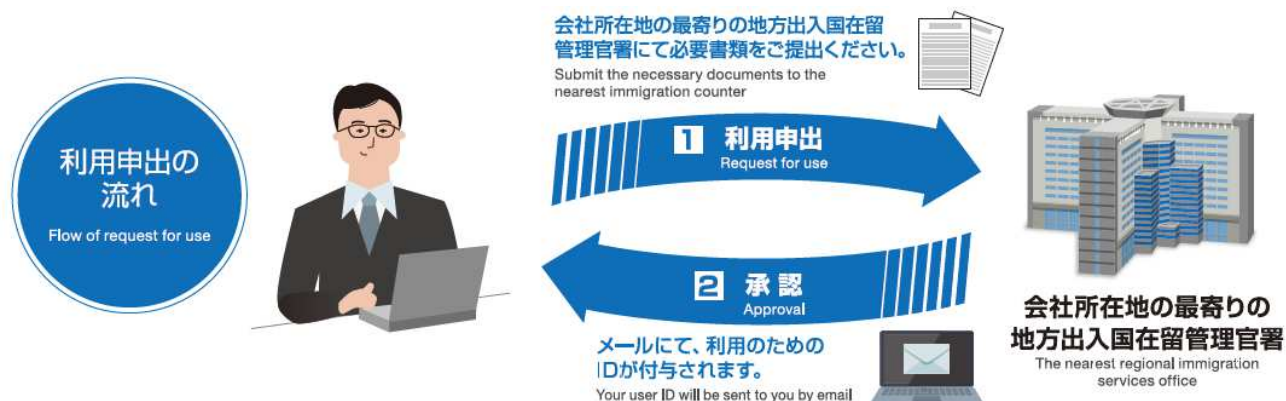 利用申出の
流れ
Flow of request for use
会社所在地の最寄りの地方出入国在留
管理官署にて必要書類をご提出ください。
Submit the necessary documents to the
nearest immigration counter
1 利用申出
Request for use
2 承認
Approval
メールにて、利用のための
IDが付与されます。
Your user ID will be sent to you by email
会社所在地の最寄りの
地方出入国在留管理官署
The nearest regional immigration
services office